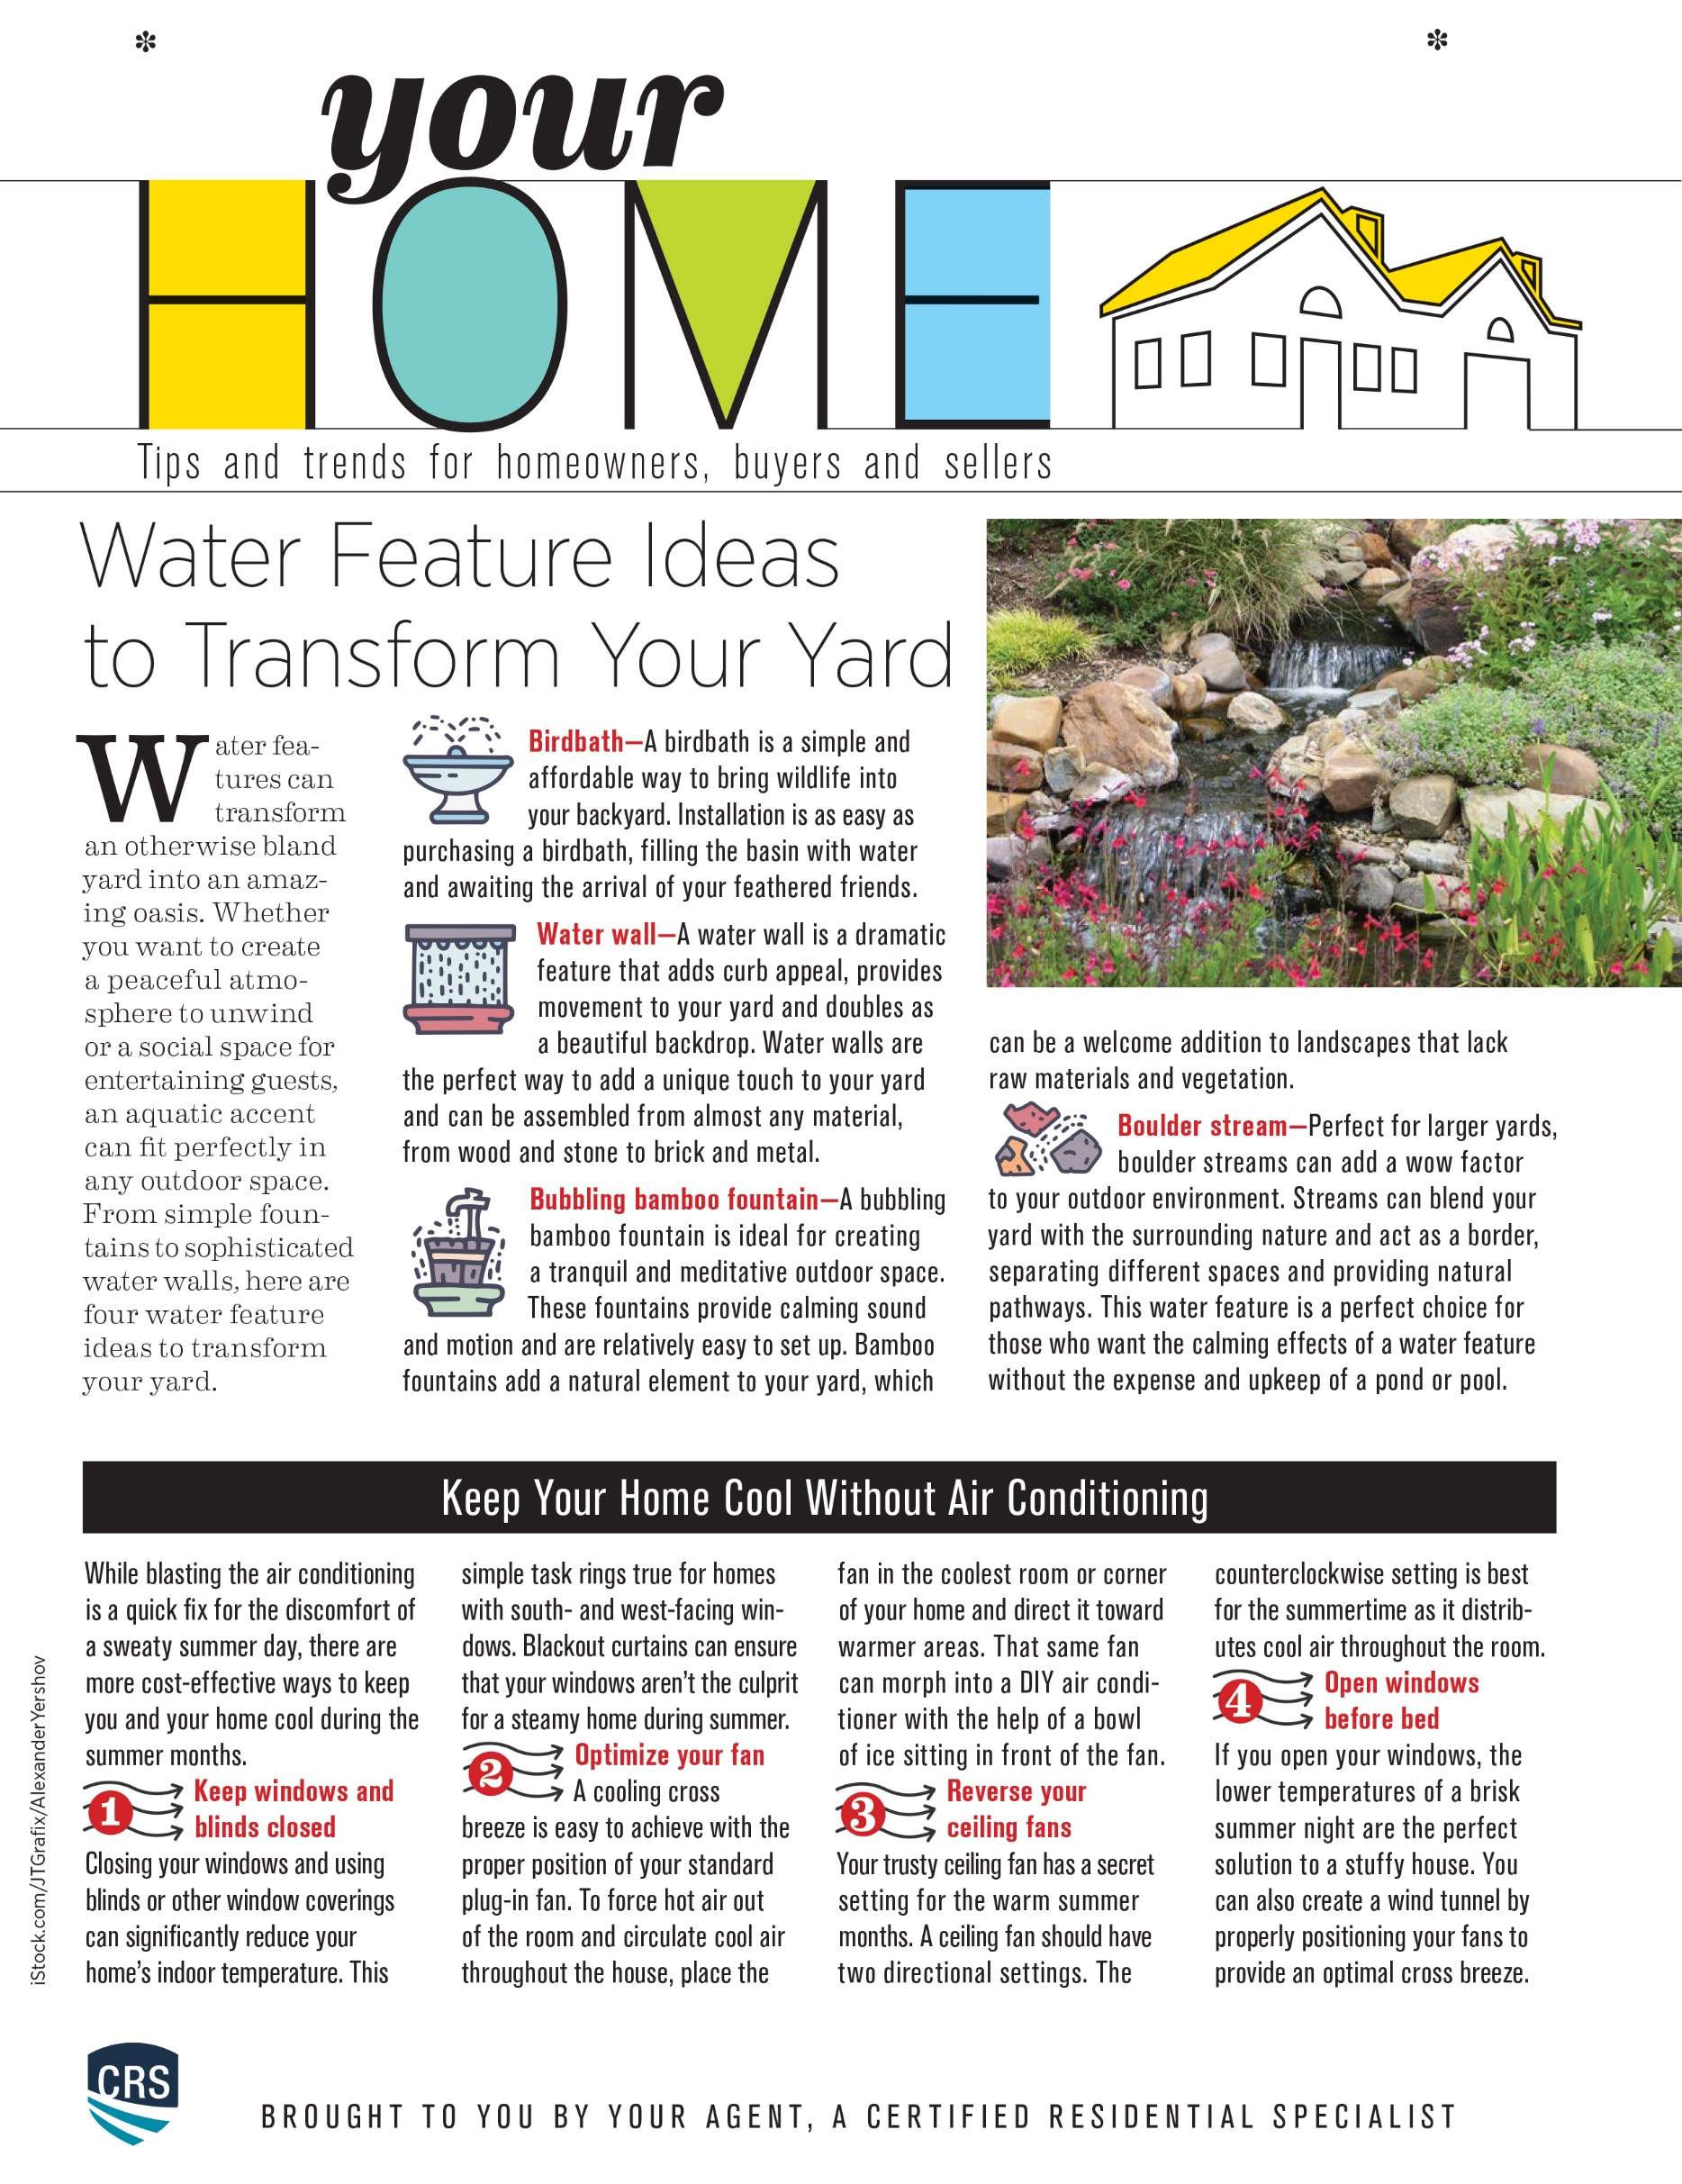 * *
your
HOME
Tips and trends for homeowners, buyers and sellers
Water Feature Ideas
to Transform Your Yard
Water fea-
tures can
transform
an otherwise bland
yard into an amaz-
ing oasis. Whether
you want to create
a peaceful atmo-
sphere to unwind
or a social space for
entertaining guests,
an aquatic accent
can fit perfectly in
any outdoor space.
From simple foun-
tains to sophisticated
water walls, here are
four water feature
ideas to transform
your yard.
Birdbath—A birdbath is a simple and
affordable way to bring wildlife into
your backyard. Installation is as easy as
purchasing a birdbath, filling the basin with water
and awaiting the arrival of your feathered friends.
Water wall—A water wall is a dramatic
feature that adds curb appeal, provides
movement to your yard and doubles as
a beautiful backdrop. Water walls are
the perfect way to add a unique touch to your yard
and can be assembled from almost any material,
from wood and stone to brick and metal.
Bubbling bamboo fountain—A bubbling
bamboo fountain is ideal for creating
a tranquil and meditative outdoor space.
These fountains provide calming sound
and motion and are relatively easy to set up. Bamboo
fountains add a natural element to your yard, which
can be a welcome addition to landscapes that lack
raw materials and vegetation.
Boulder stream—Perfect for larger yards,
boulder streams can add a wow factor
to your outdoor environment. Streams can blend your
yard with the surrounding nature and act as a border,
separating different spaces and providing natural
pathways. This water feature is a perfect choice for
those who want the calming effects of a water feature
without the expense and upkeep of a pond or pool.
Keep Your Home Cool Without Air Conditioning
While blasting the air conditioning
is a quick fix for the discomfort of
a sweaty summer day, there are
more cost-effective ways to keep
you and your home cool during the
summer months.
1 Keep windows and
blinds closed
Closing your windows and using
blinds or other window coverings
can significantly reduce your
home's indoor temperature. This
simple task rings true for homes
with south- and west-facing win-
dows. Blackout curtains can ensure
that your windows aren't the culprit
for a steamy home during summer.
2 Optimize your fan
A cooling cross
breeze is easy to achieve with the
proper position of your standard
plug-in fan. To force hot air out
of the room and circulate cool air
throughout the house, place the
fan in the coolest room or corner
of your home and direct it toward
warmer areas. That same fan
can morph into a DIY air condi-
tioner with the help of a bowl
of ice sitting in front of the fan.
3 Reverse your
ceiling fans
Your trusty ceiling fan has a secret
setting for the warm summer
months. A ceiling fan should have
two directional settings. The
counterclockwise setting is best
for the summertime as it distrib-
utes cool air throughout the room.
4 Open windows
before bed
If you open your windows, the
lower temperatures of a brisk
summer night are the perfect
solution to a stuffy house. You
can also create a wind tunnel by
properly positioning your fans to
provide an optimal cross breeze.
iStock.com/JTGrafix/AlexanderYershov
CRS
BROUGHT TO YOU BY YOUR AGENT, A CERTIFIED RESIDENTIAL SPECIALIST